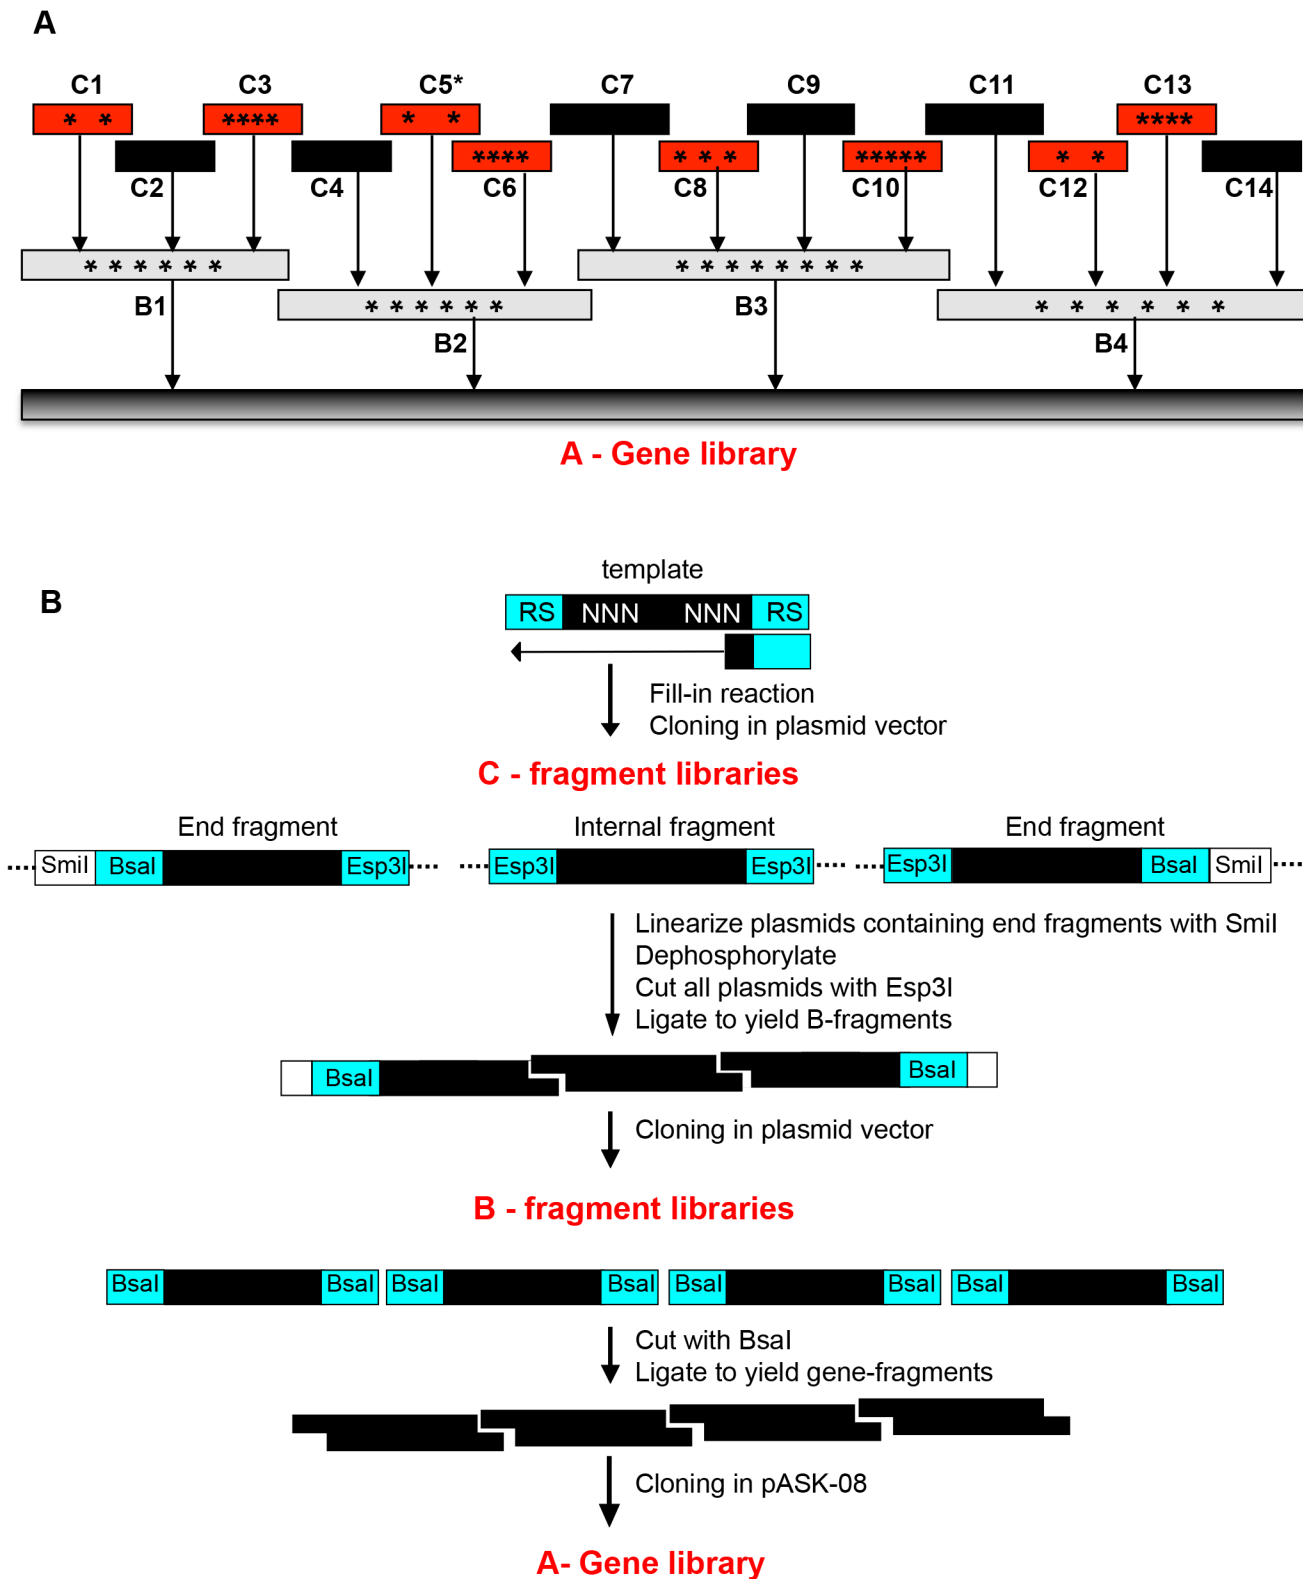 A
C1 C3 C5* C7 C9 C11 C13
* * **** * * ****
**** * * * ***** * *
C2 C4 C6 C8 C10 C12 C14
* * * * * * * * * * * * * *
B1 * * * * * * B3 * * * * * *
B2 B4
A - Gene library
B
template
RS NNN NNN RS
Fill-in reaction
Cloning in plasmid vector
C - fragment libraries
End fragment Internal fragment End fragment
SmiI BsaI Esp3I Esp3I Esp3I Esp3I BsaI SmiI
Linearize plasmids containing end fragments with SmiI
Dephosphorylate
Cut all plasmids with Esp3I
Ligate to yield B-fragments
BsaI BsaI
Cloning in plasmid vector
B - fragment libraries
BsaI BsaI BsaI BsaI BsaI BsaI BsaI BsaI
Cut with BsaI
Ligate to yield gene-fragments
Cloning in pASK-08
A- Gene library